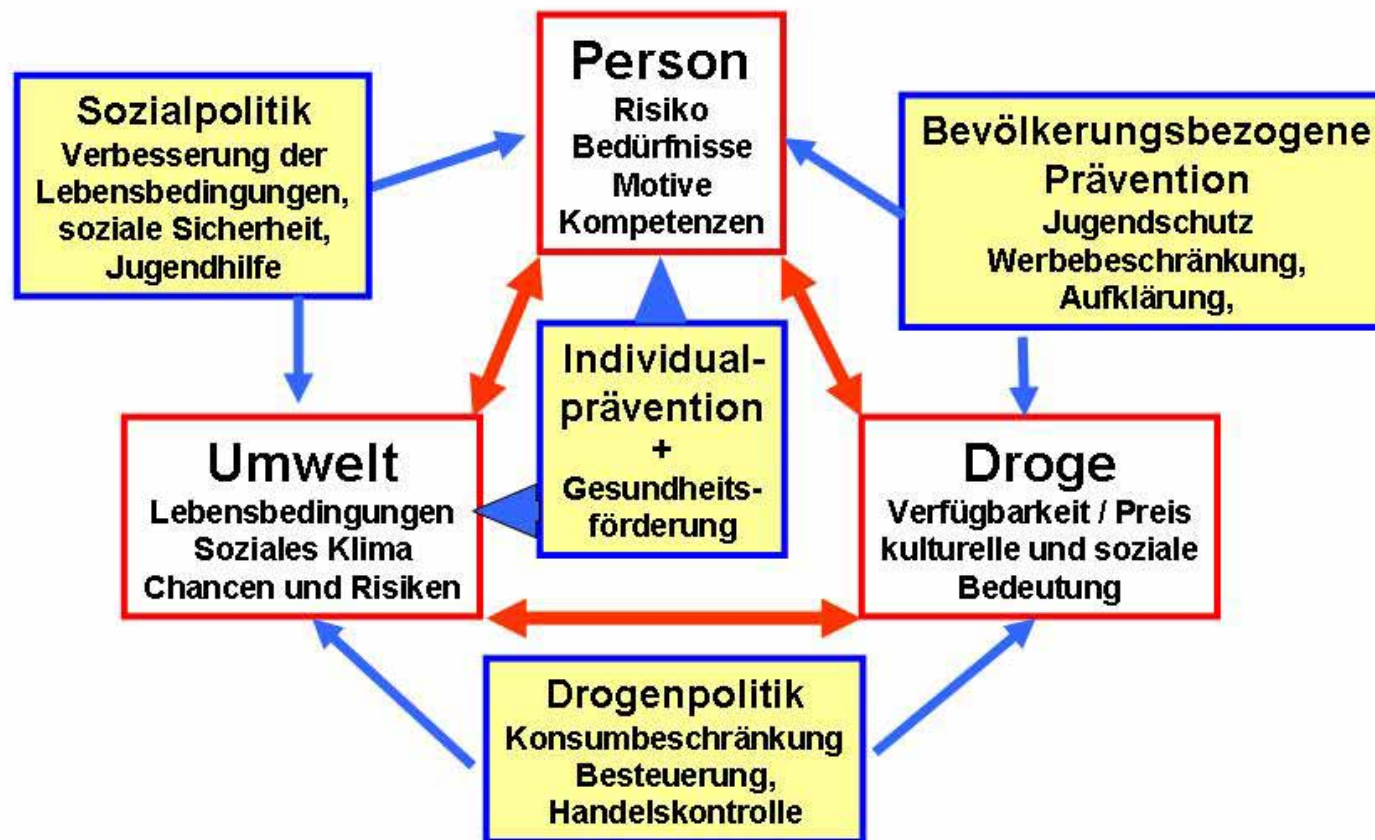 Person
Risiko
Bedürfnisse
Motive
Kompetenzen
Sozialpolitik
Verbesserung der
Lebensbedingungen,
soziale Sicherheit,
Jugendhilfe
Bevölkerungsbezogene
Prävention
Jugendschutz
Werbebeschränkung,
Aufklärung,
Individual-
prävention
+
Gesundheits-
förderung
Umwelt
Lebensbedingungen
Soziales Klima
Chancen und Risiken
Droge
Verfügbarkeit / Preis
kulturelle und soziale
Bedeutung
Drogenpolitik
Konsumbeschränkung
Besteuerung,
Handelskontrolle